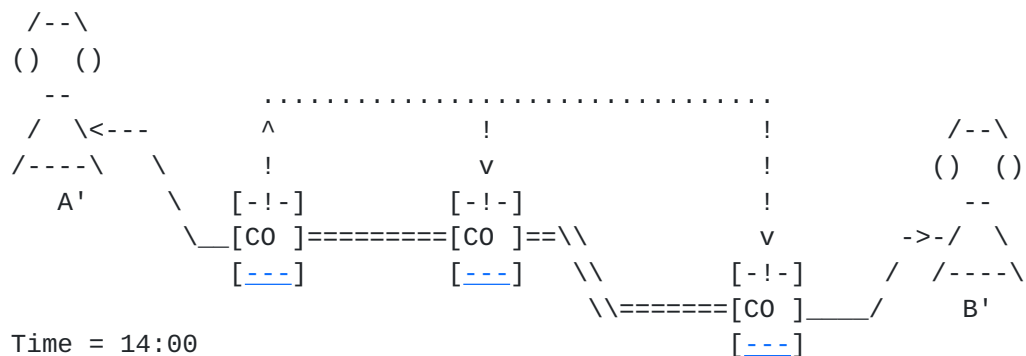 /--\
()  ()
  --             .................................
 /  \<---        ^             !                 !           /--\
/----\   \       !             v                 !          ()  ()
   A'     \    [-!-]         [-!-]               !            --
           \__[CO ]=========[CO ]==\\            v        ->-/  \
              [---]         [---]   \\         [-!-]     /  /----\
                                     \\=======[CO ]____/     B'
Time = 14:00                                   [---]